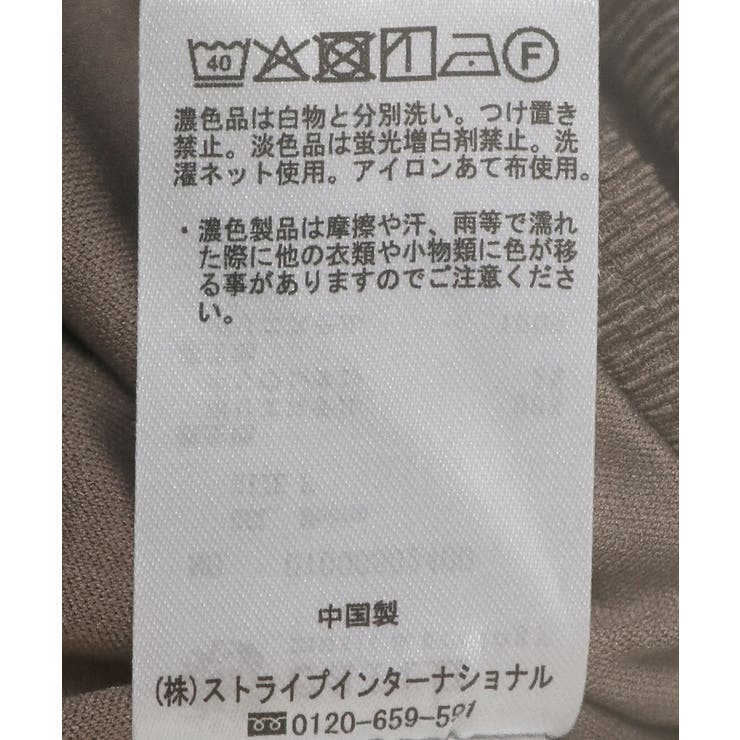 40 F
濃色品は白物と分別洗い。つけ置き
禁止。淡色品は蛍光増白剤禁止。洗
濯ネット使用。アイロンあて布使用。
・濃色製品は摩擦や汗、雨等で濡れ
た際に他の衣類や小物類に色が移
る事がありますのでご注意くださ
い。
中国製
(株)ストライプインターナショナル
0120-659-581